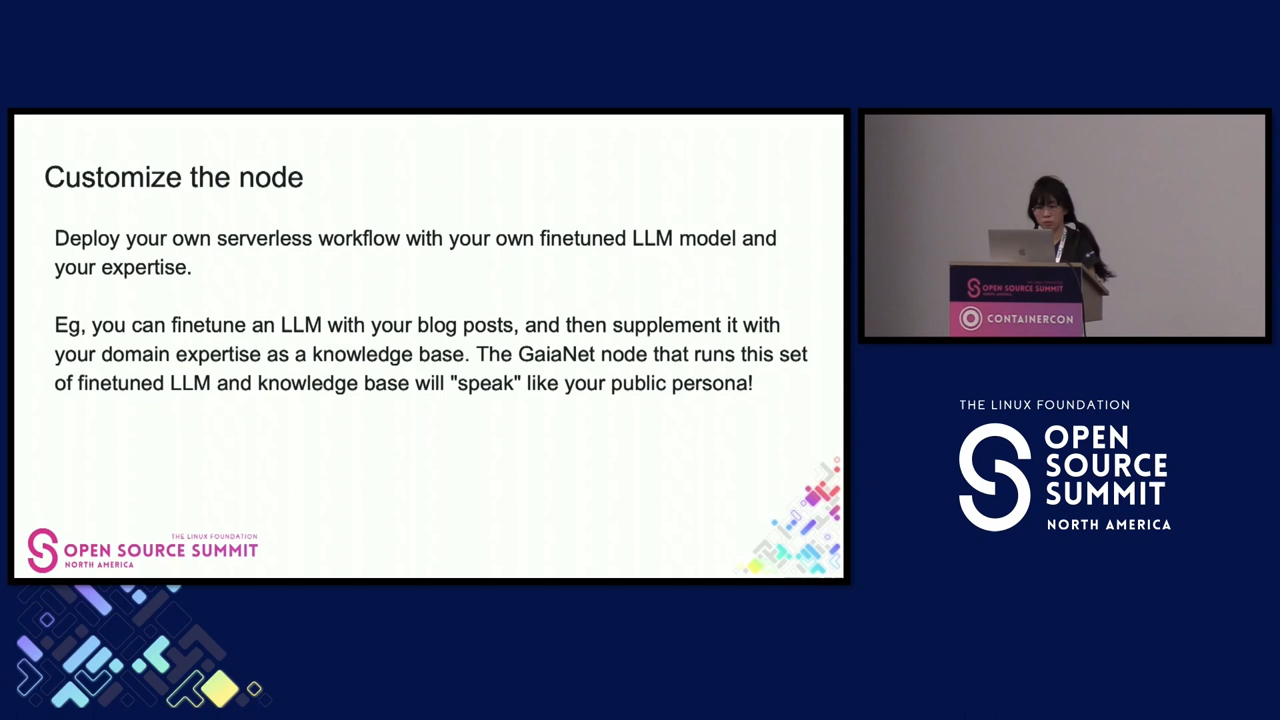 Customize the node
Deploy your own serverless workflow with your own finetuned LLM model and
your expertise.
Eg, you can finetune an LLM with your blog posts, and then supplement it with
your domain expertise as a knowledge base. The GaiaNet node that runs this set
of finetuned LLM and knowledge base will "speak" like your public persona!
THE LINUX FOUNDATION
OPEN SOURCE SUMMIT
NORTH AMERICA
OPEN SOURCE SUMMIT
CONTAINERCON
THE LINUX FOUNDATION
OPEN
SOURCE
SUMMIT
NORTH AMERICA